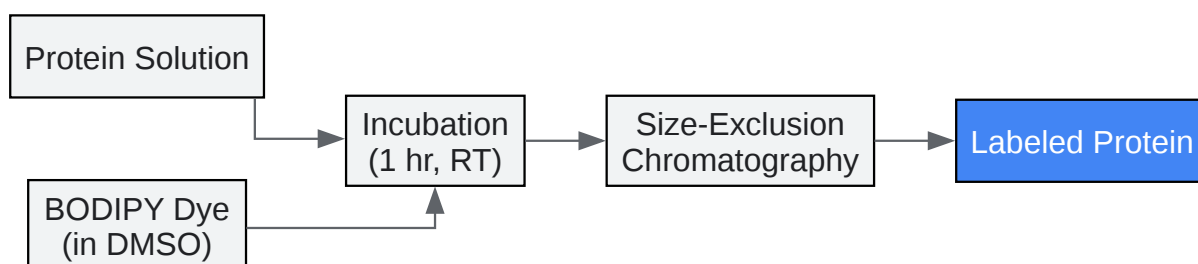 Protein Solution
BODIPY Dye
(in DMSO)
Incubation
(1 hr, RT)
Size-Exclusion
Chromatography
Labeled Protein